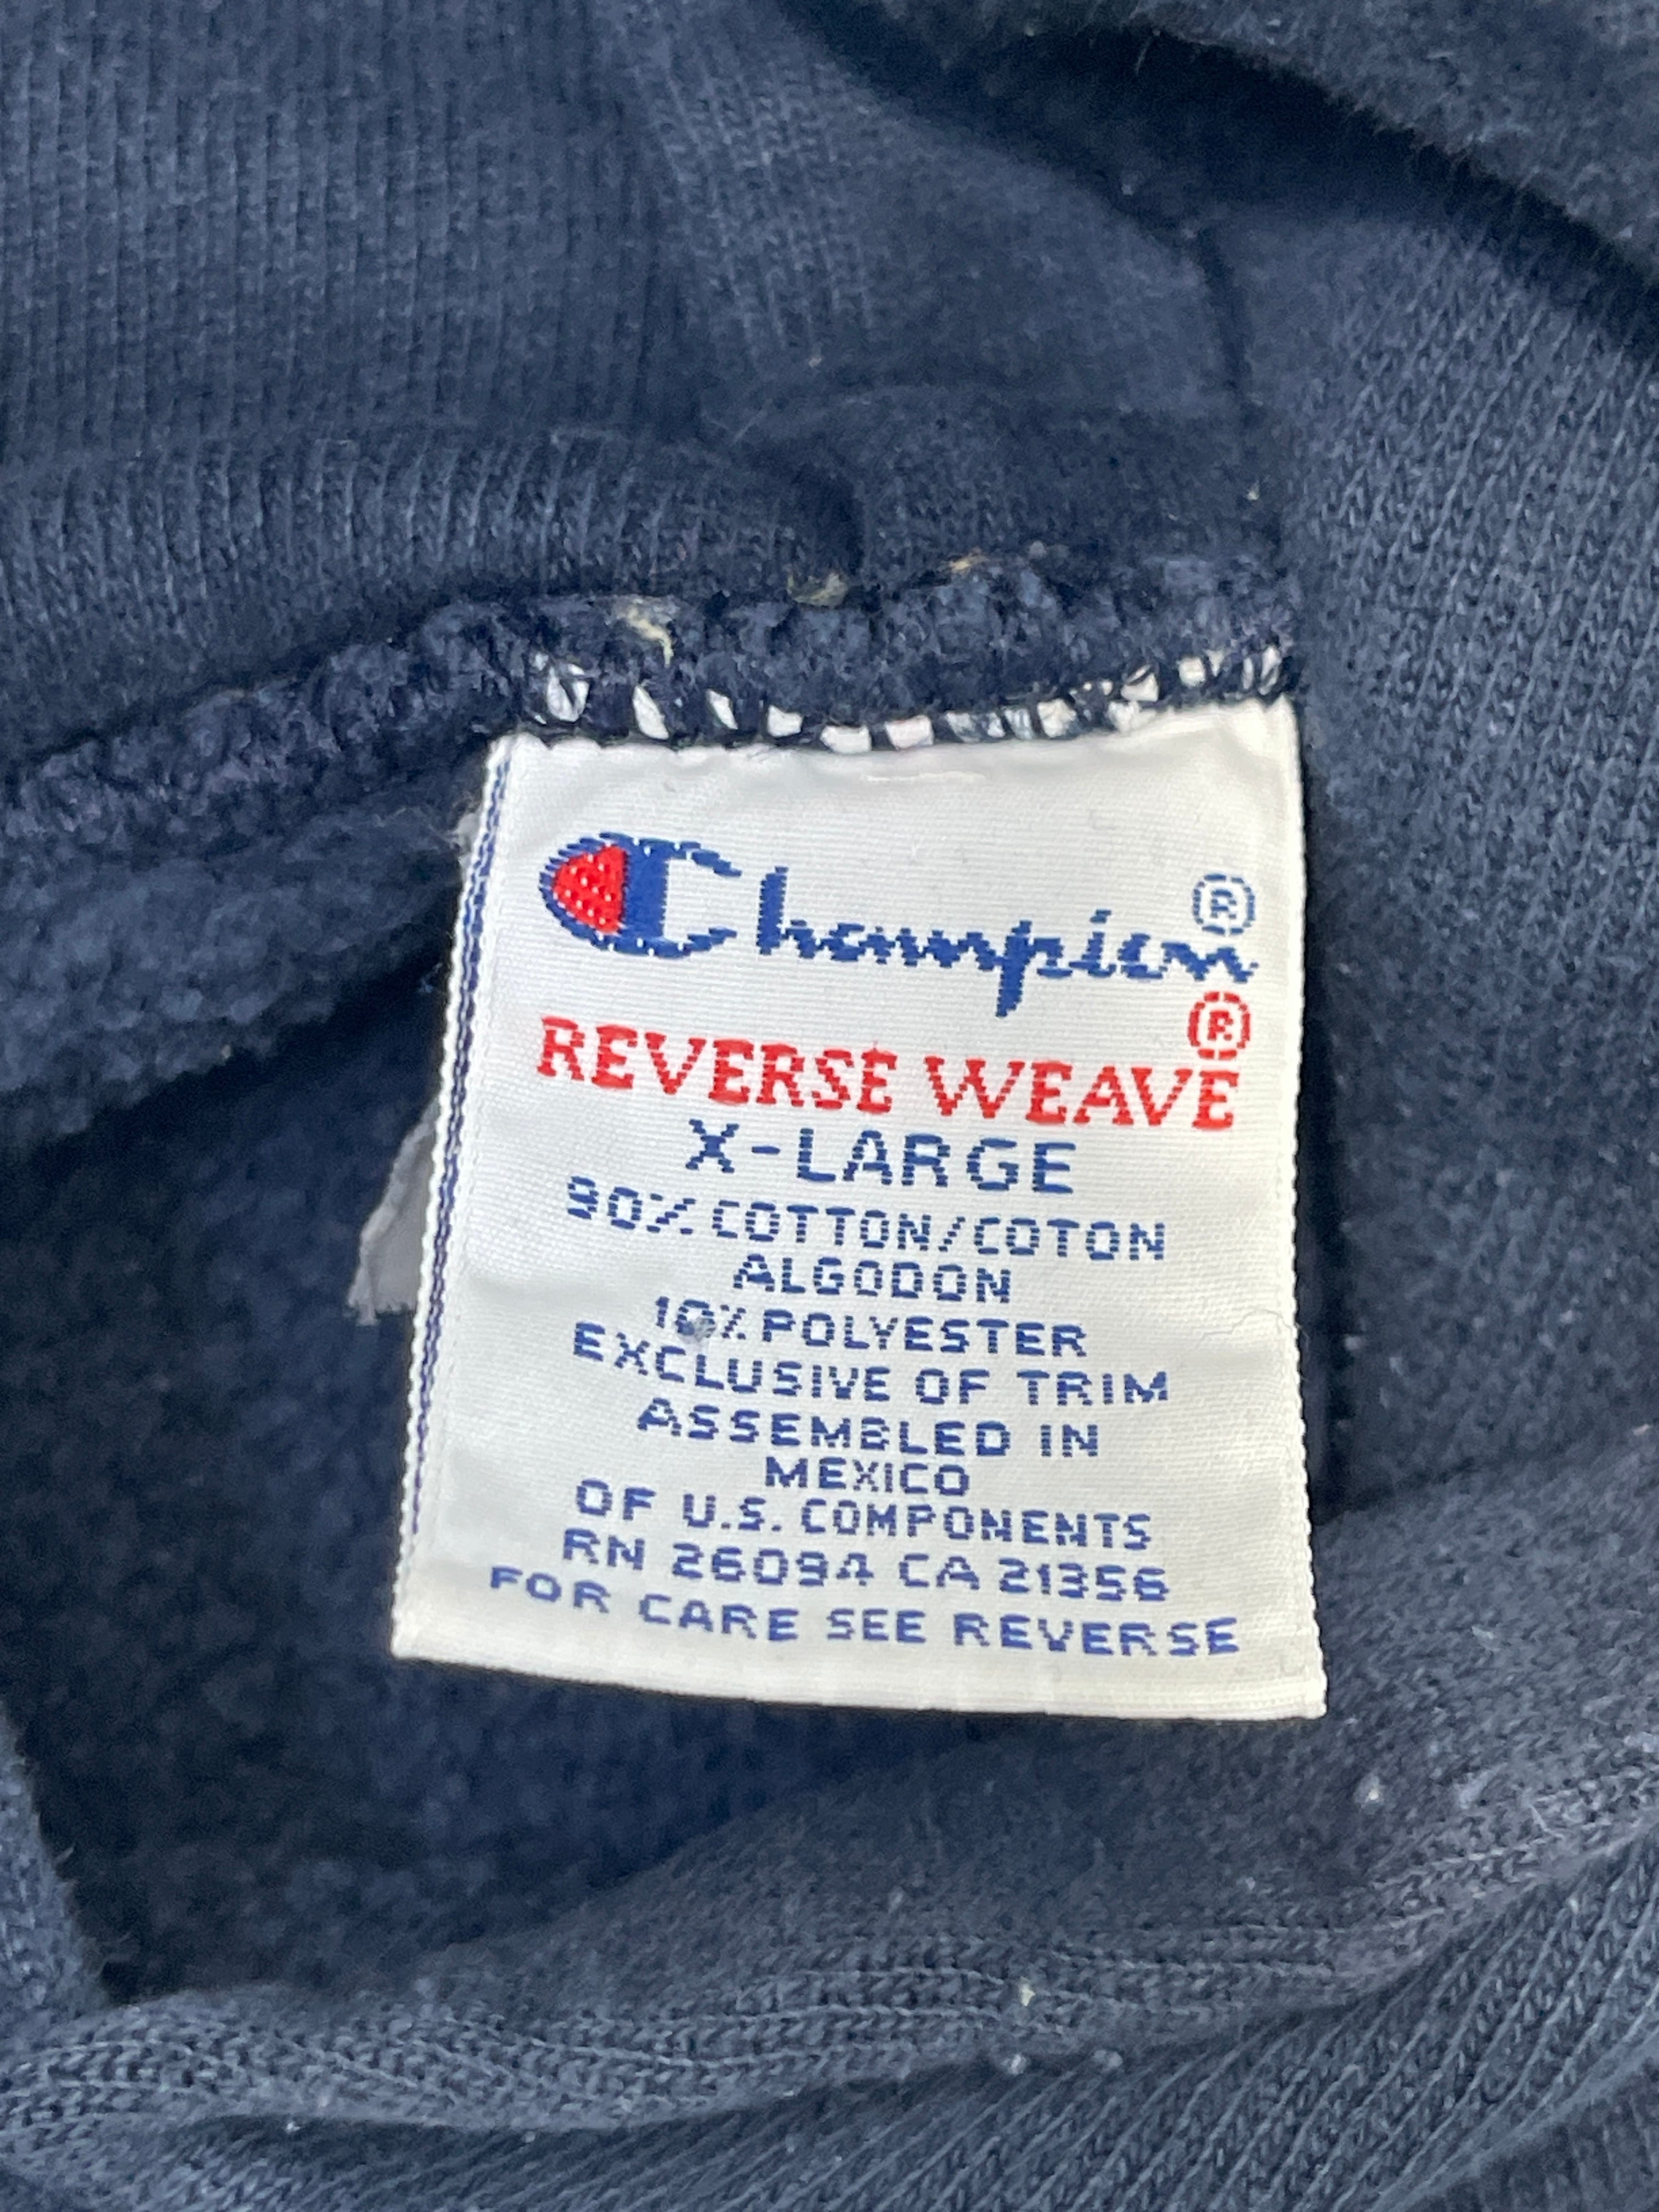 Champion®
REVERSE WEAVE®
X-LARGE
90% COTTON/COTON
ALGODON
10% POLYESTER
EXCLUSIVE OF TRIM
ASSEMBLED IN
MEXICO
OF U.S. COMPONENTS
RN 26094 CA 21356
FOR CARE SEE REVERSE